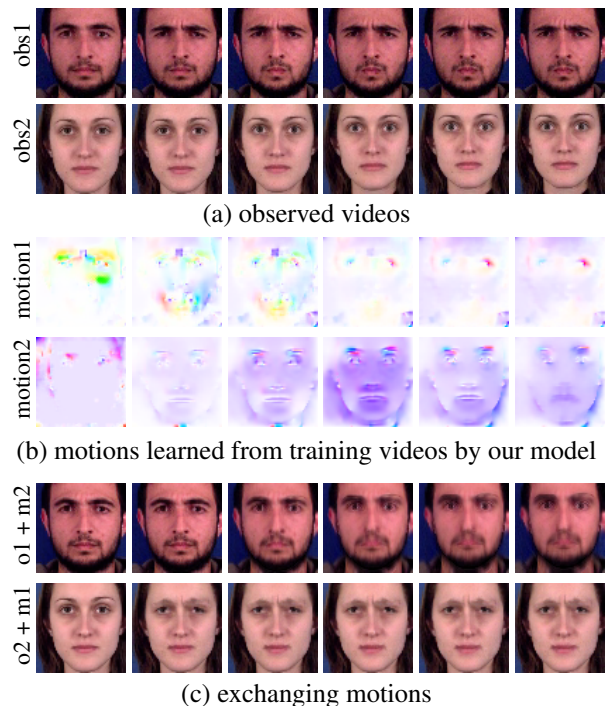 obs1
obs2
(a) observed videos
motion1
motion2
(b) motions learned from training videos by our model
o1 + m2
o2 + m1
(c) exchanging motions